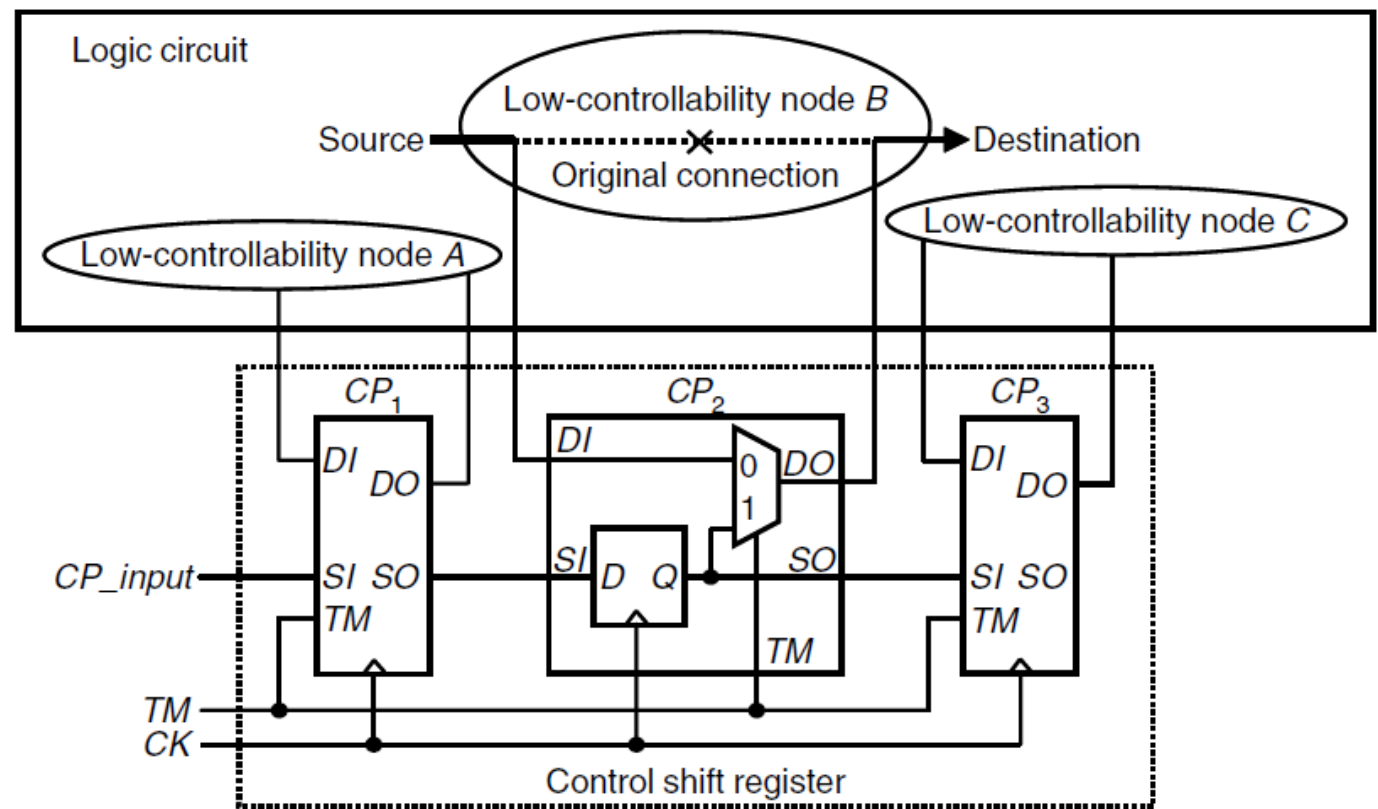 Logic circuit
Low-controllability node B
Source
Destination
Original connection
Low-controllability node A
Low-controllability node C
CP1
CP2
CP3
DI
DO
SI SO
TM
DI
0
1
DO
SI
D Q
SO
TM
DI
DO
SI SO
TM
CP_input
TM
CK
Control shift register